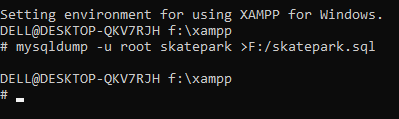 Setting environment for using XAMPP for Windows.
DELL@DESKTOP-QKV7RJH f:\xampp
# mysqldump -u root skatepark >F:/skatepark.sql
DELL@DESKTOP-QKV7RJH f:\xampp
#